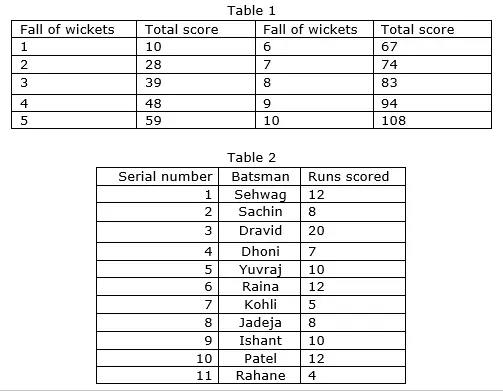 Table 1
Fall of wickets Total score Fall of wickets Total score
1 10 6 67
2 28 7 74
3 39 8 83
4 48 9 94
5 59 10 108
Table 2
Serial number Batsman Runs scored
1 Sehwag 12
2 Sachin 8
3 Dravid 20
4 Dhoni 7
5 Yuvraj 10
6 Raina 12
7 Kohli 5
8 Jadeja 8
9 Ishant 10
10 Patel 12
11 Rahane 4